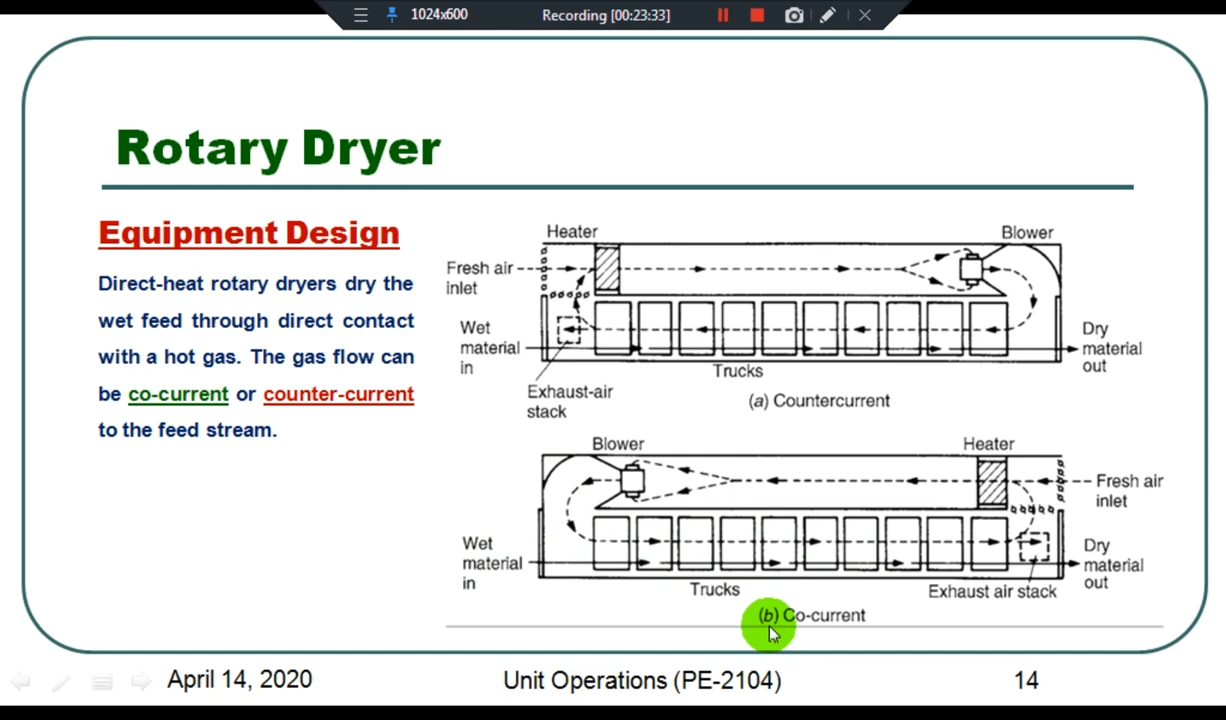 1024x600
Recording [00:23:33]
Rotary Dryer
Equipment Design
Direct-heat rotary dryers dry the
wet feed through direct contact
with a hot gas. The gas flow can
be co-current or counter-current
to the feed stream.
Heater
Blower
Fresh air
inlet
Wet
material
in
Dry
material
out
Trucks
Exhaust-air
stack
(a) Countercurrent
Blower
Heater
Fresh air
inlet
Wet
material
in
Dry
material
out
Trucks
Exhaust air stack
(b) Co-current
April 14, 2020
Unit Operations (PE-2104)
14